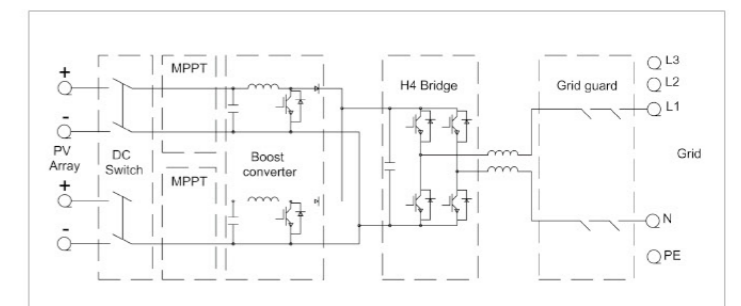 +
-
PV
Array
+
-
DC
Switch
MPPT
MPPT
Boost
converter
H4 Bridge
Grid guard
L3
L2
L1
Grid
N
PE